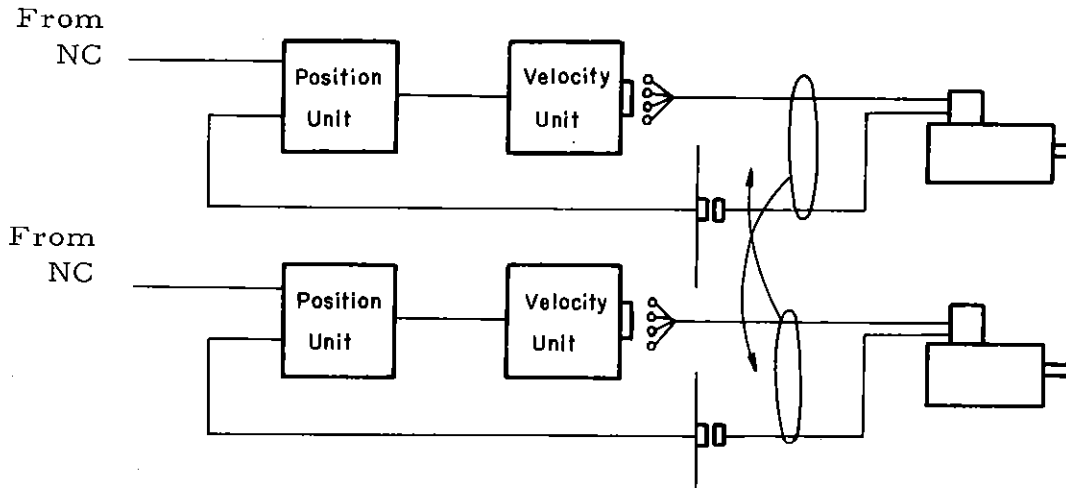 From
NC
Position
Unit
Velocity
Unit
From
NC
Position
Unit
Velocity
Unit